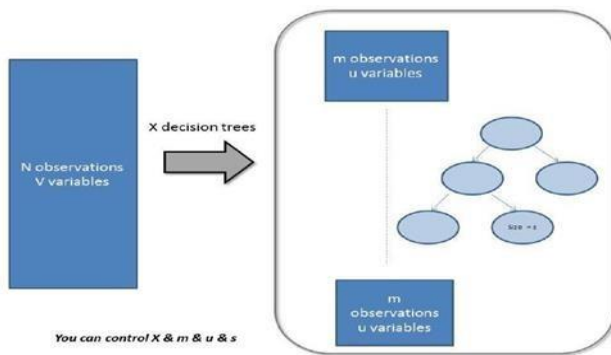 N observations
V variables
X decision trees
m observations
u variables
Size = s
m
observations
u variables
You can control X & m & u & s